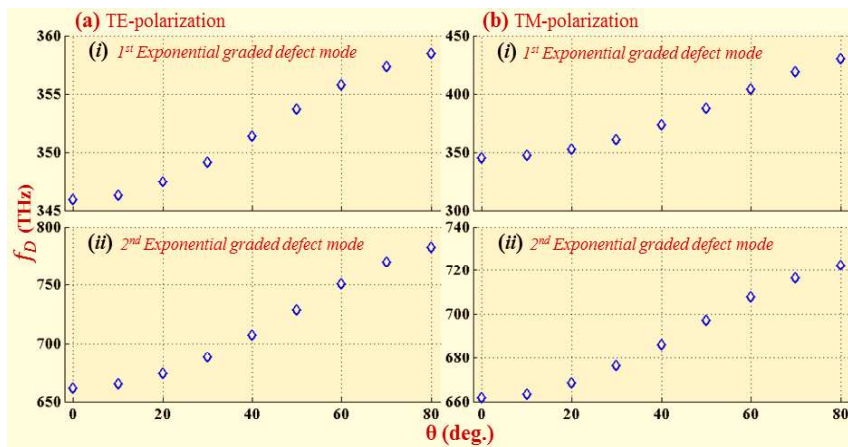 (a) TE-polarization
(b) TM-polarization
360
355
350
345
(i) 1st Exponential graded defect mode
450
400
350
300
(i) 1st Exponential graded defect mode
800
750
700
650
(ii) 2nd Exponential graded defect mode
0 20 40 60 80
740
720
700
680
660
(ii) 2nd Exponential graded defect mode
0 20 40 60 80
f_D (THz)
θ (deg.)